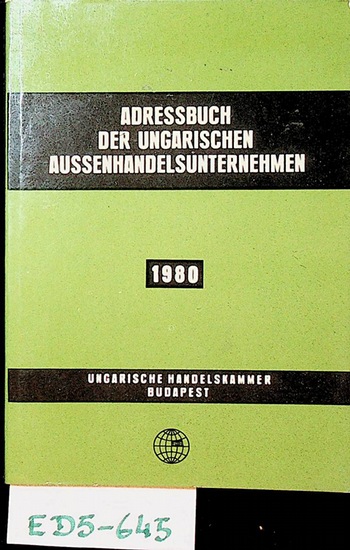 ADRESSBUCH
DER UNGARISCHEN
AUSSENHANDELSUNTERNEHMEN
1980
UNGARISCHE HANDELSKAMMER
BUDAPEST
ED5-645